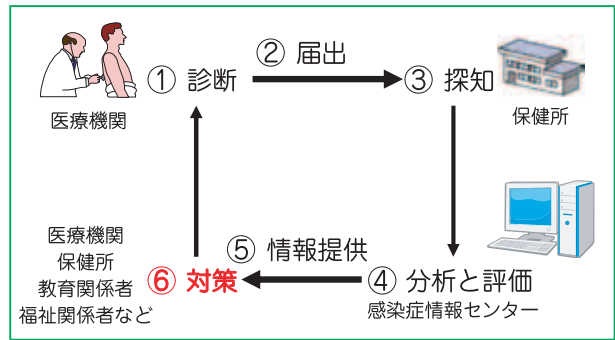 ① 診断
② 届出
③ 探知
医療機関
保健所
医療機関
保健所
教育関係者
福祉関係者など
⑥ 対策
⑤ 情報提供
④ 分析と評価
感染症情報センター